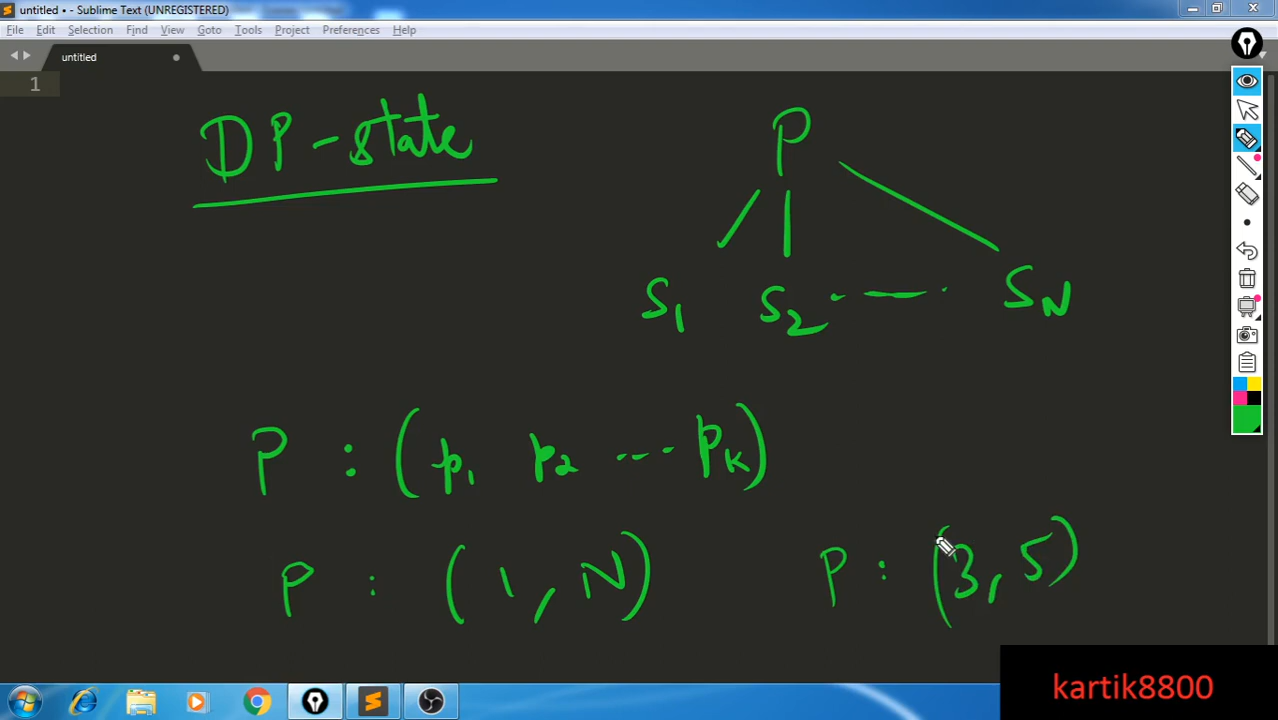 untitled • - Sublime Text (UNREGISTERED)
File Edit Selection Find View Goto Tools Project Preferences Help
untitled
1
DP-state
P
S1 S2 . — . SN
P : (p1 p2 ... pK)
P : (1, N)
P : (3, 5)
kartik8800